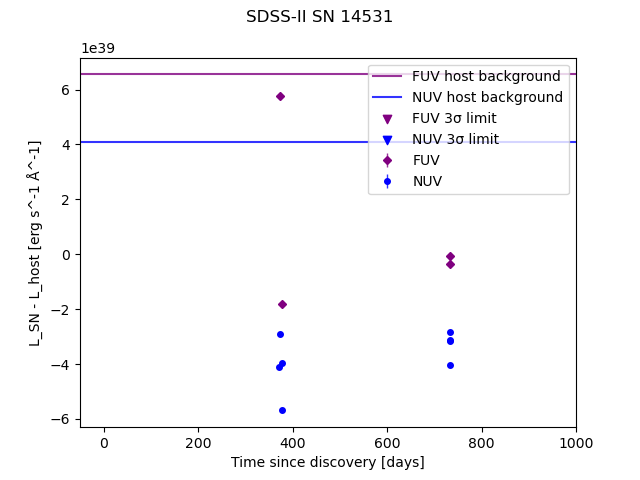 SDSS-II SN 14531
1e39
FUV host background
NUV host background
FUV 3σ limit
NUV 3σ limit
FUV
NUV
6
4
2
0
−2
−4
−6
L_SN - L_host [erg s^-1 Å^-1]
0 200 400 600 800 1000
Time since discovery [days]